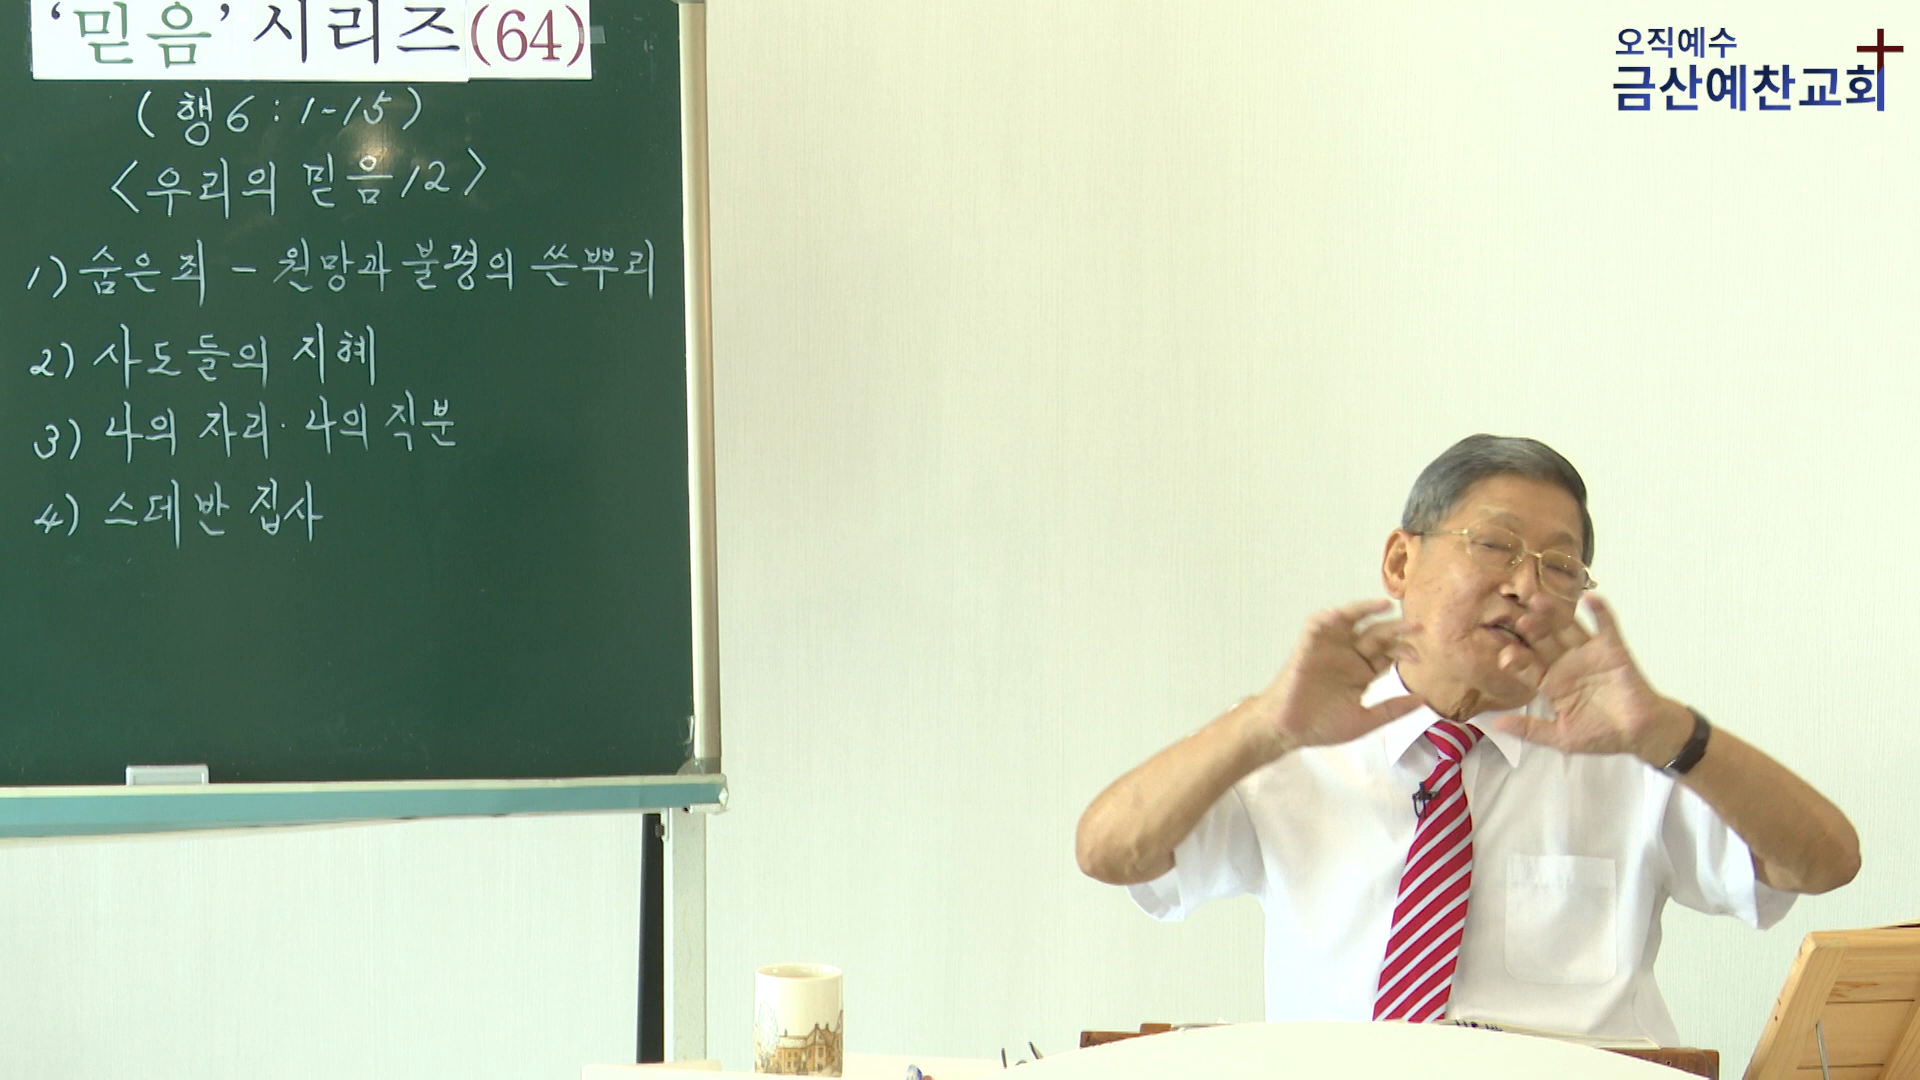 ‘믿음’ 시리즈(64)
(행6:1-15)
<우리의 믿음12>
1) 숨은죄 - 원망과 불평의 쓴뿌리
2) 사도들의 지혜
3) 나의 자리·나의 직분
4) 스데반 집사
오직예수
금산예찬교회